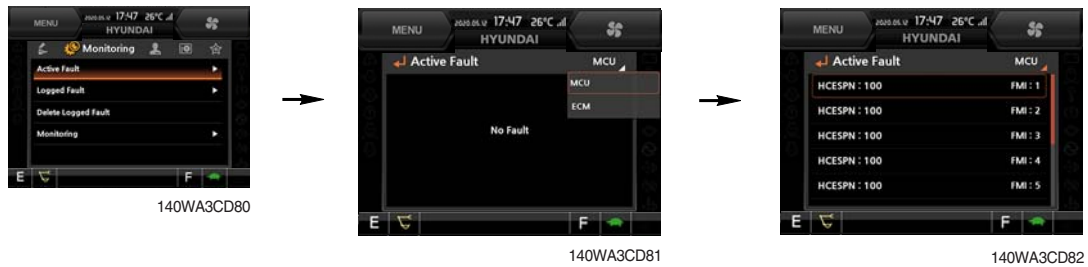 MENU
2020.05.12 17:47 26°C
HYUNDAI
Monitoring
Active Fault
Logged Fault
Delete Logged Fault
Monitoring
E
F
140WA3CD80
MENU
2020.05.12 17:47 26°C
HYUNDAI
Active Fault
MCU
MCU
ECM
No Fault
E
F
140WA3CD81
MENU
2020.05.12 17:47 26°C
HYUNDAI
Active Fault
MCU
HCESPN : 100 FMI : 1
HCESPN : 100 FMI : 2
HCESPN : 100 FMI : 3
HCESPN : 100 FMI : 4
HCESPN : 100 FMI : 5
E
F
140WA3CD82